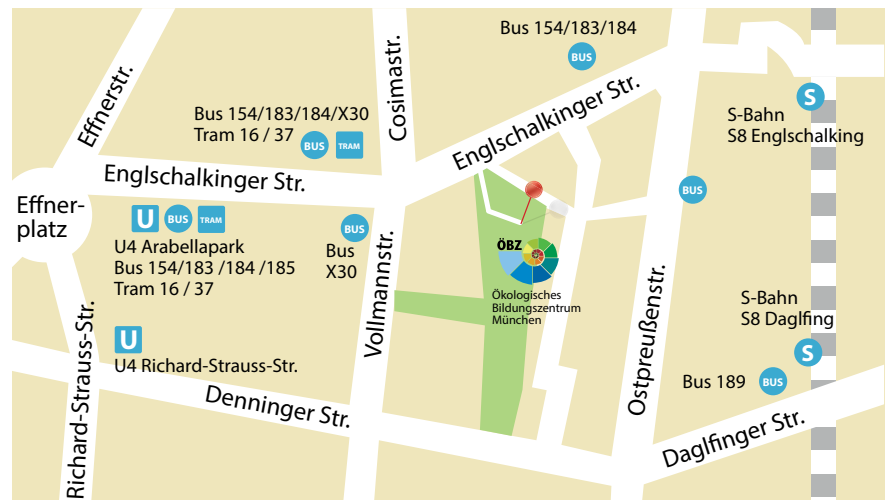 Bus 154/183/184
BUS
Effnerstr.
Cosimastr.
Bus 154/183/184/X30
Tram 16 / 37
BUS
TRAM
Englschalkinger Str.
S
S-Bahn
S8 Englschalking
Englschalkinger Str.
BUS
Effner-
platz
U
BUS
TRAM
U4 Arabellapark
Bus 154/183 /184 /185
Tram 16 / 37
BUS
Bus
X30
ÖBZ
Ökologisches
Bildungszentrum
München
Vollmannstr.
Ostpreußenstr.
S-Bahn
S8 Daglfing
S
U
U4 Richard-Strauss-Str.
Bus 189
BUS
Richard-Strauss-Str.
Denninger Str.
Daglfinger Str.